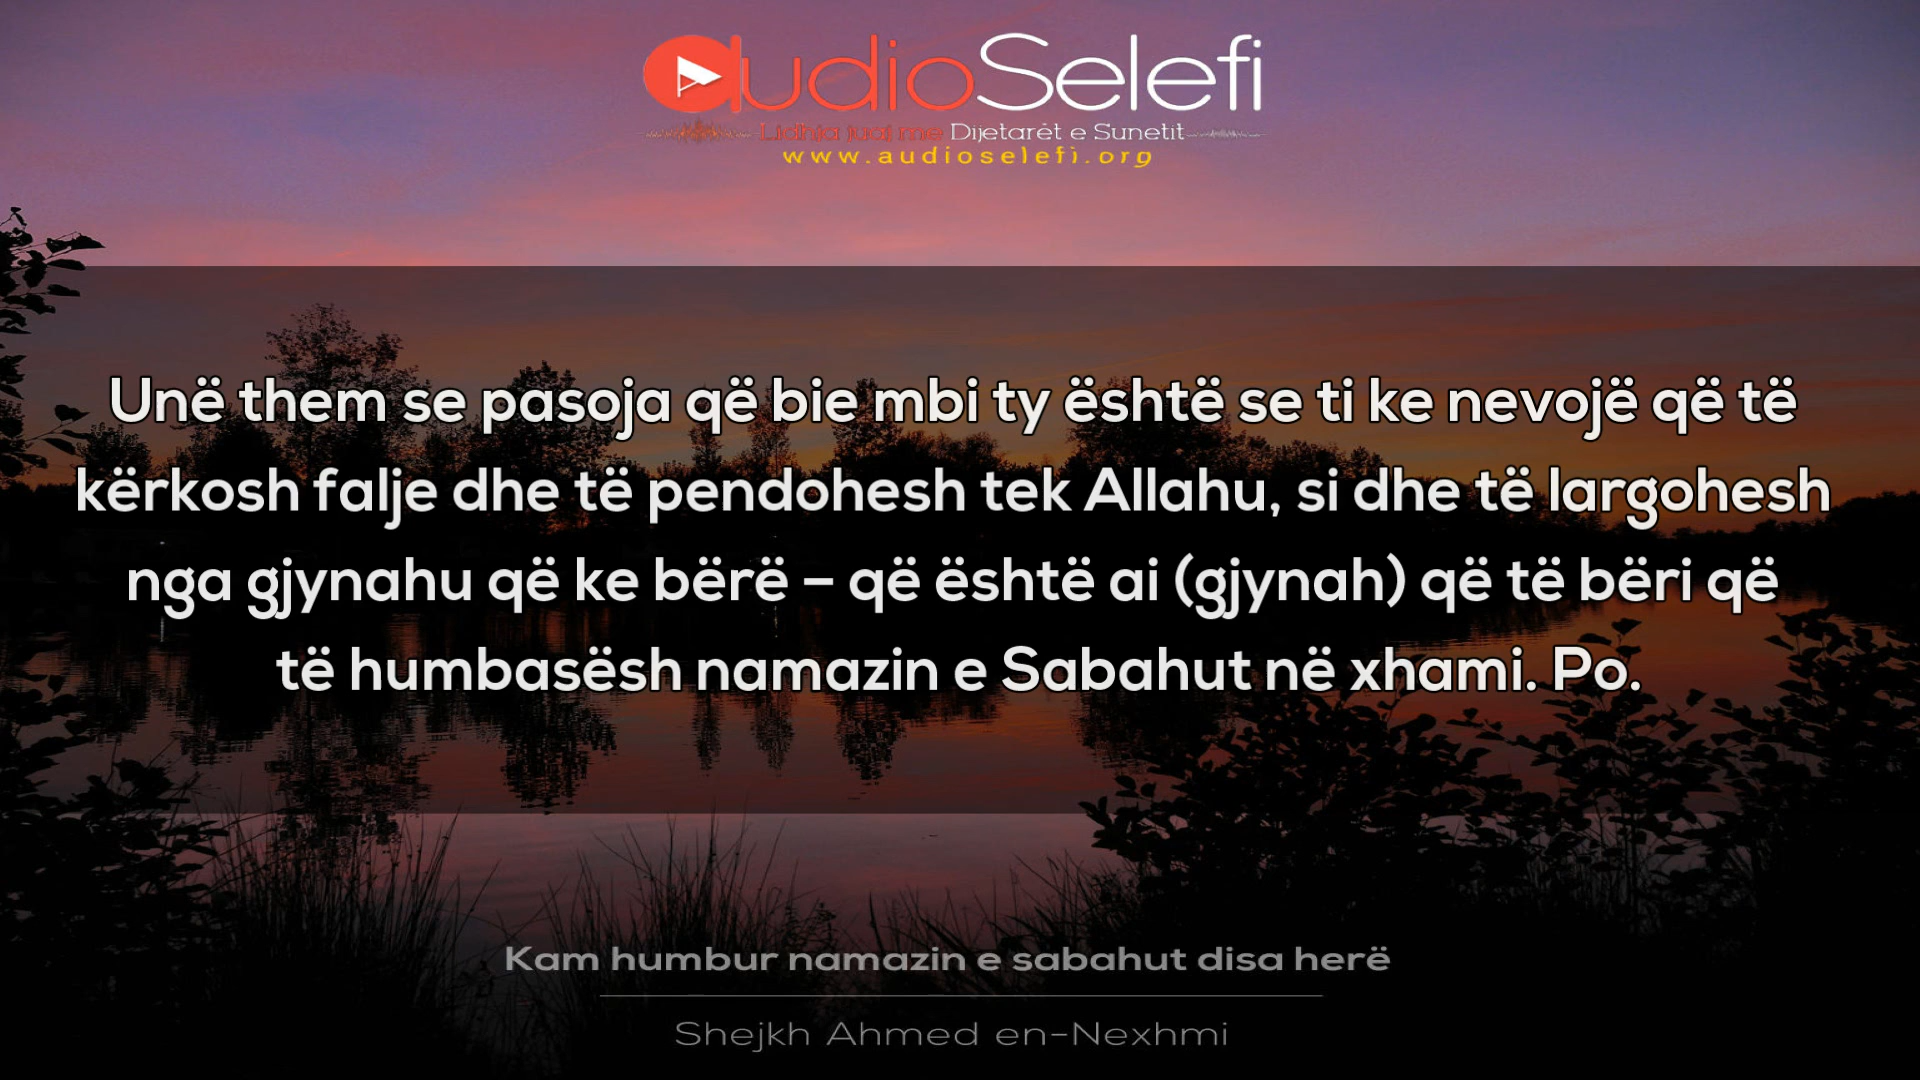 audioSelefi
Lidhja juaj me Dijetarët e Sunetit
www.audioselefi.org
Unë them se pasoja që bie mbi ty është se ti ke nevojë që të
kërkosh falje dhe të pendohesh tek Allahu, si dhe të largohesh
nga gjynahu që ke bërë – që është ai (gjynah) që të bëri që
të humbasësh namazin e Sabahut në xhami. Po.
Kam humbur namazin e sabahut disa herë
Shejkh Ahmed en-Nexhmi